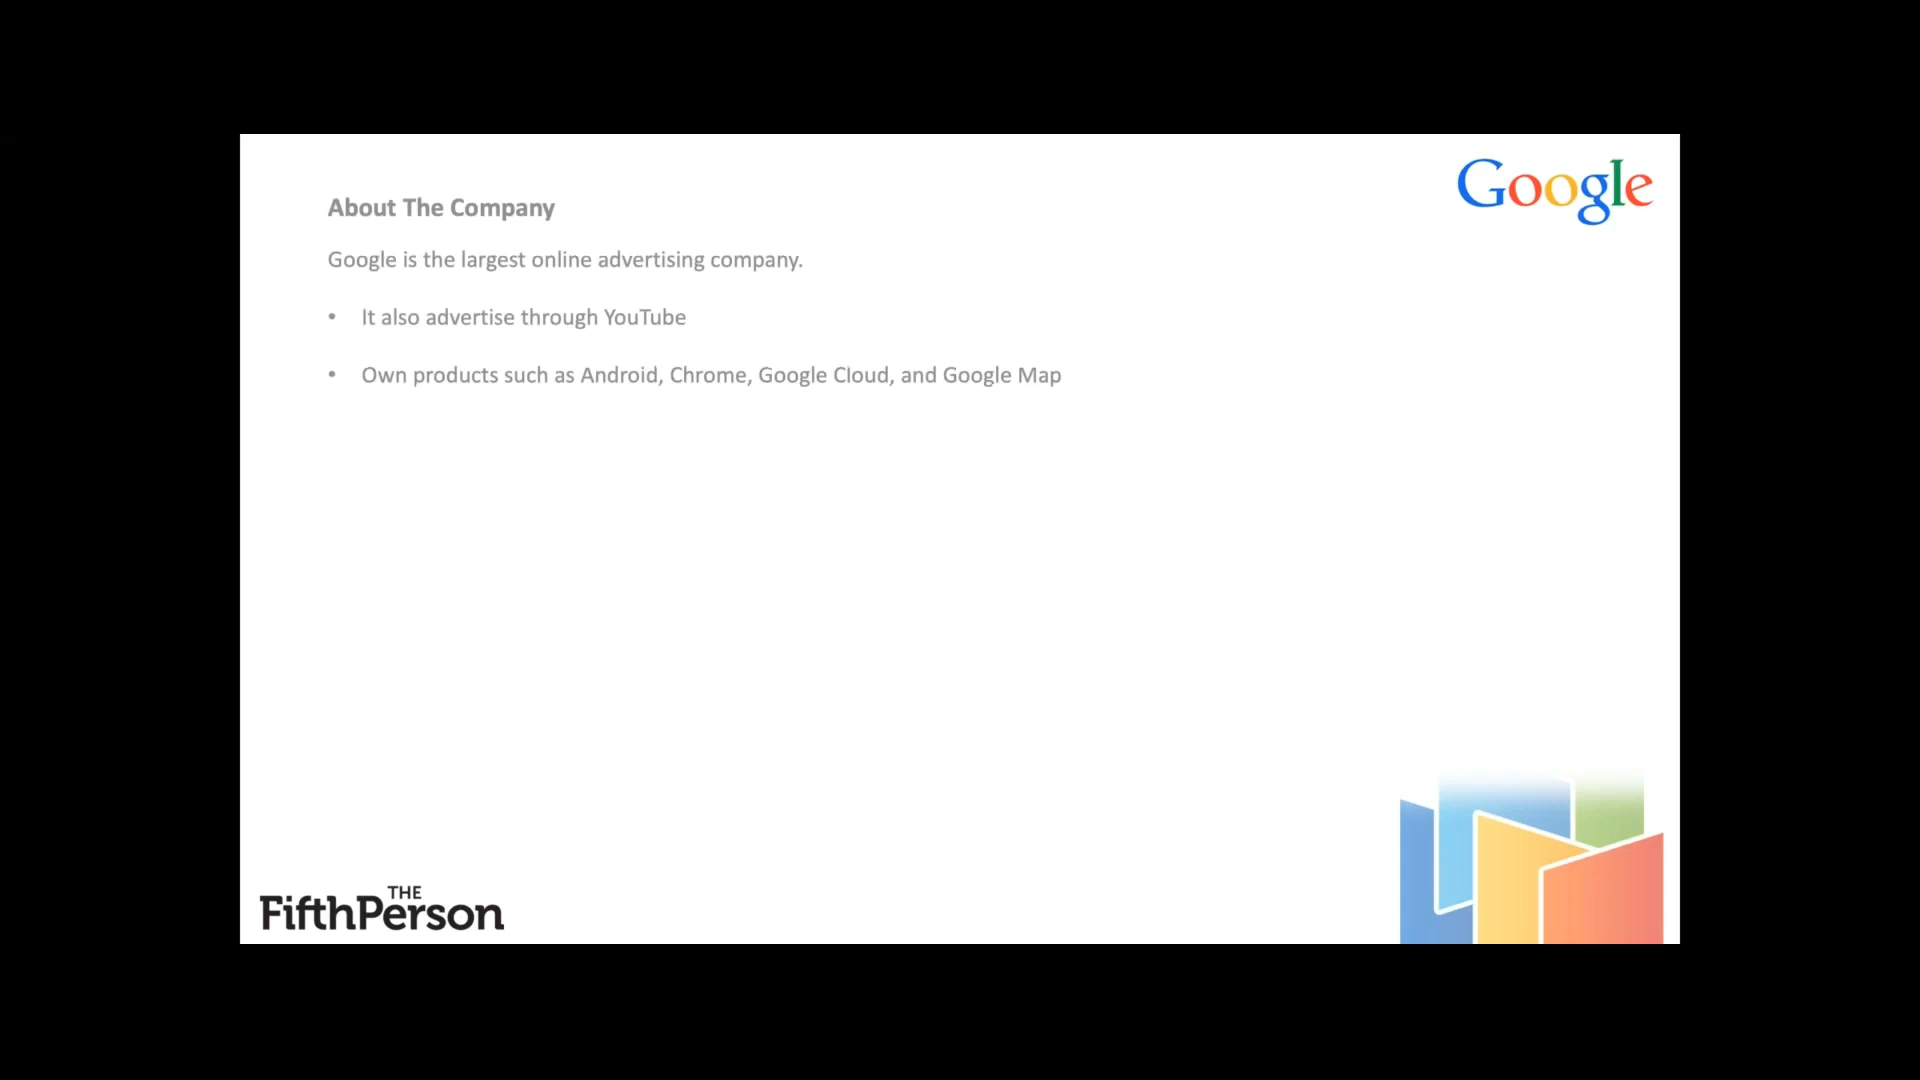 Google
About The Company
Google is the largest online advertising company.
• It also advertise through YouTube
• Own products such as Android, Chrome, Google Cloud, and Google Map
THE
FifthPerson